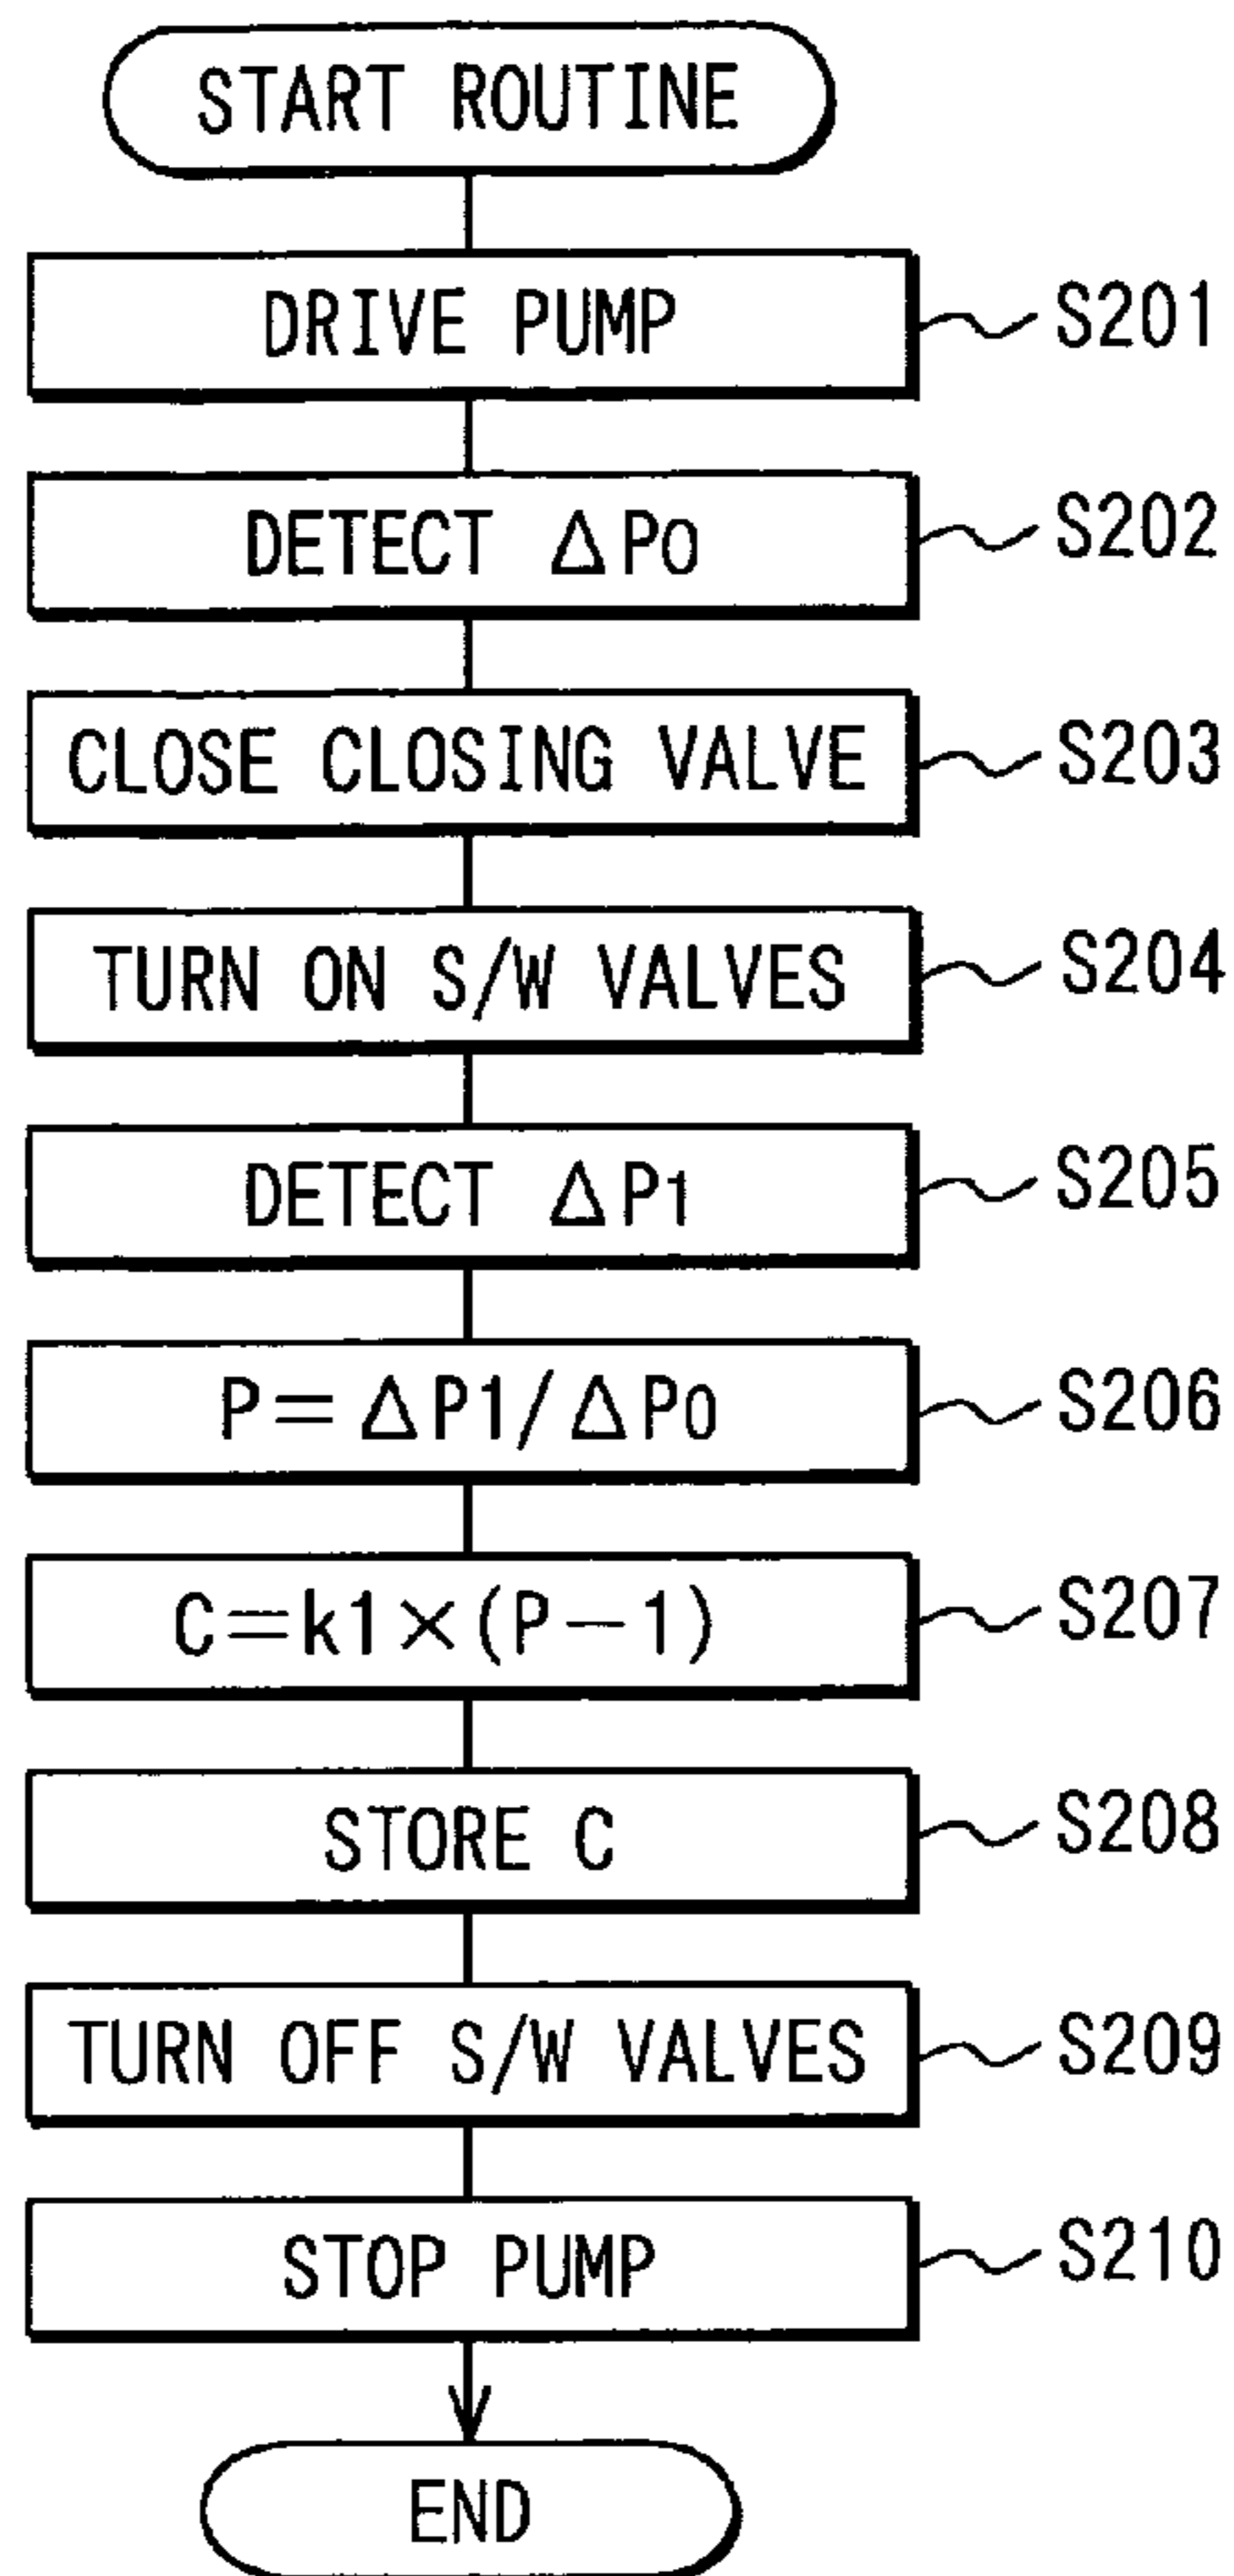 START ROUTINE
DRIVE PUMP S201
DETECT ΔP0 S202
CLOSE CLOSING VALVE S203
TURN ON S/W VALVES S204
DETECT ΔP1 S205
P=ΔP1/ΔP0 S206
C=k1×(P-1) S207
STORE C S208
TURN OFF S/W VALVES S209
STOP PUMP S210
END